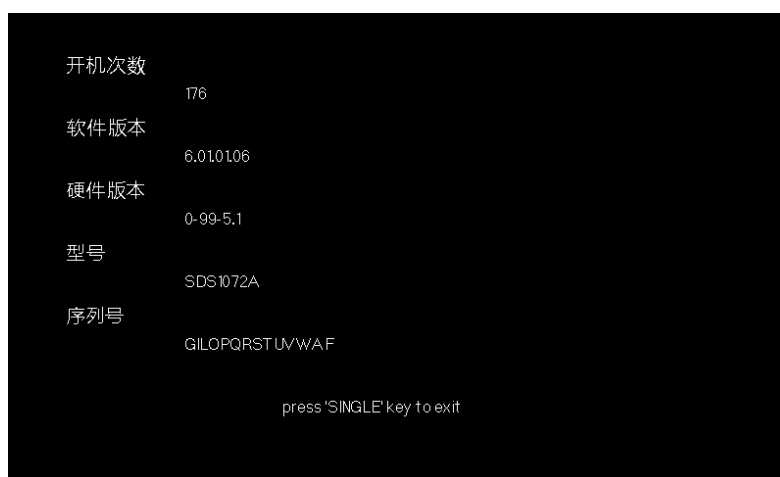 开机次数
176
软件版本
6.01.01.06
硬件版本
0-99-5.1
型号
SDS1072A
序列号
GILOPQRSTUVWAF
press 'SINGLE' key to exit